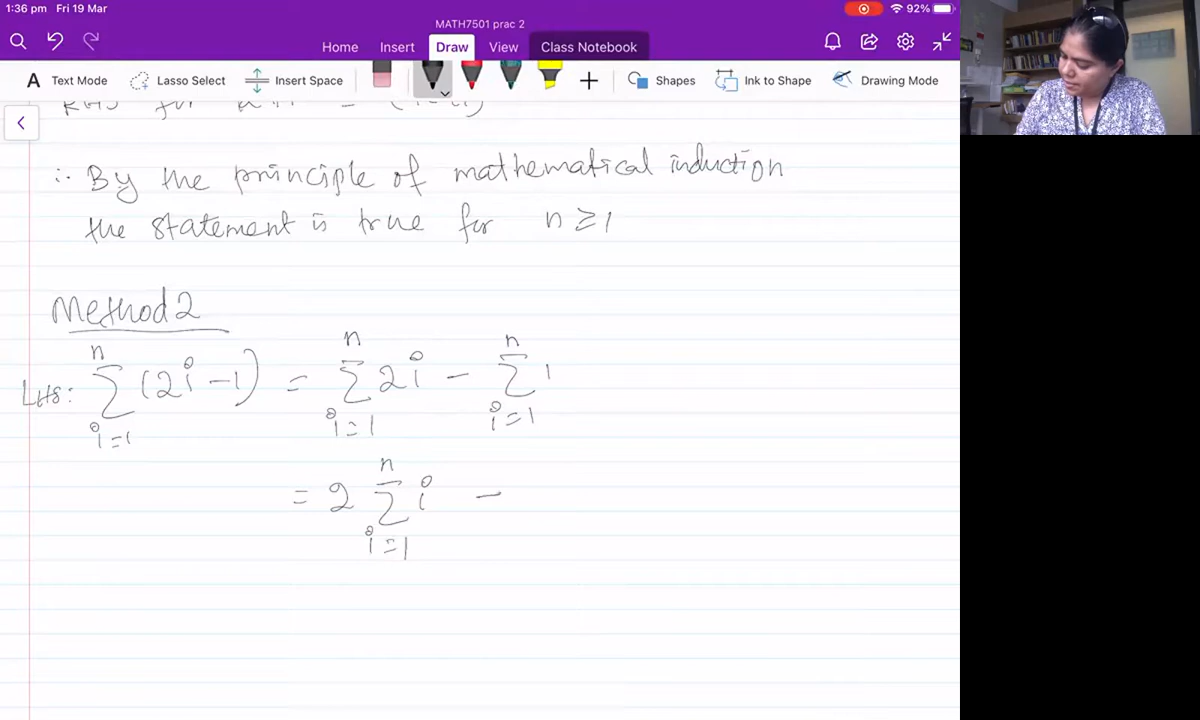 1:36 pm Fri 19 Mar
92%
MATH7501 prac 2
Home Insert Draw View Class Notebook
A Text Mode Lasso Select Insert Space Shapes Ink to Shape Drawing Mode
RHS for
∴ By the principle of mathematical induction
the statement is true for n ≥ 1
Method 2
LHS: ∑_{i=1}^{n} (2i − 1) = ∑_{i=1}^{n} 2i − ∑_{i=1}^{n} 1
= 2 ∑_{i=1}^{n} i −